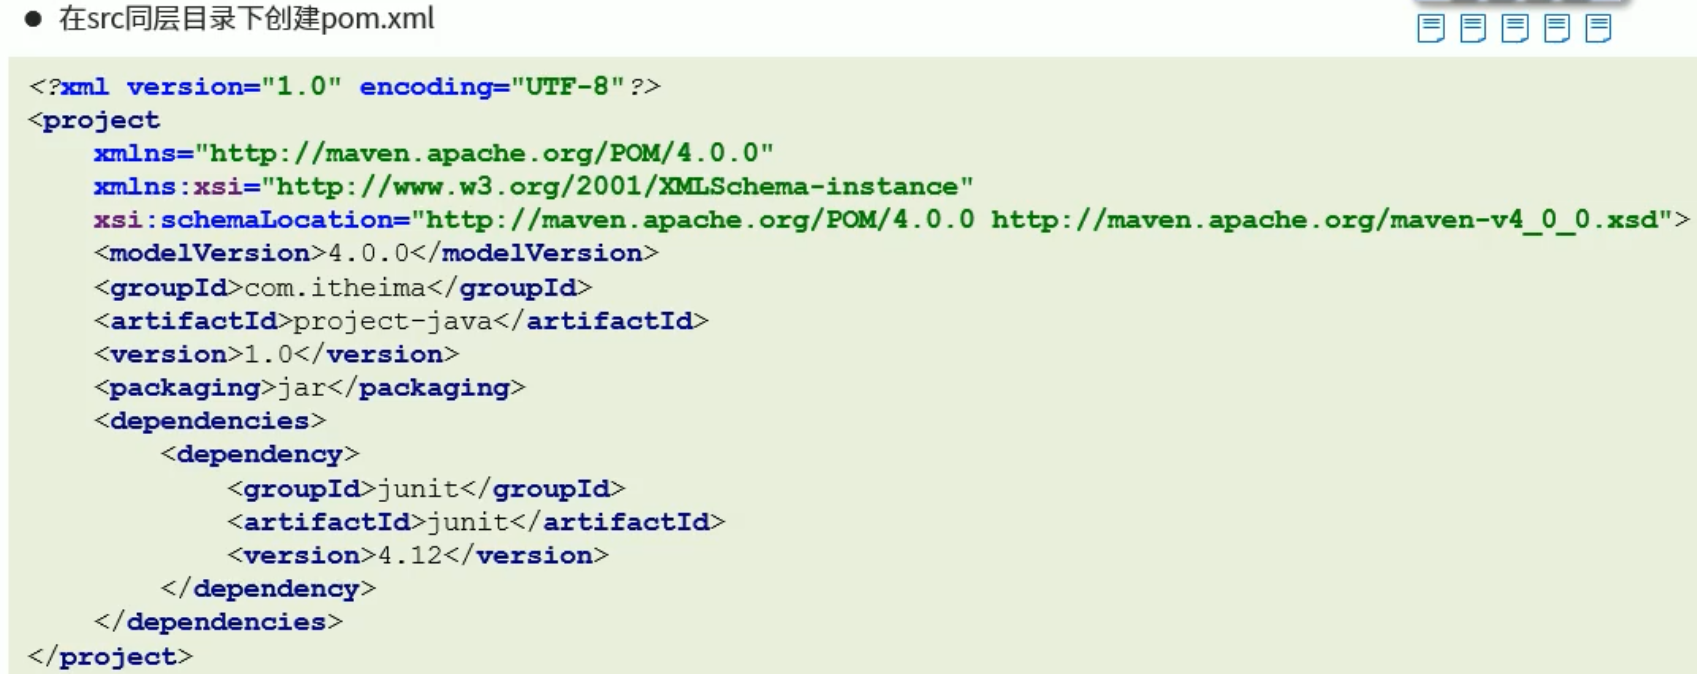 ● 在src同层目录下创建pom.xml
<?xml version="1.0" encoding="UTF-8"?>
<project
    xmlns="http://maven.apache.org/POM/4.0.0"
    xmlns:xsi="http://www.w3.org/2001/XMLSchema-instance"
    xsi:schemaLocation="http://maven.apache.org/POM/4.0.0 http://maven.apache.org/maven-v4_0_0.xsd">
    <modelVersion>4.0.0</modelVersion>
    <groupId>com.itheima</groupId>
    <artifactId>project-java</artifactId>
    <version>1.0</version>
    <packaging>jar</packaging>
    <dependencies>
        <dependency>
            <groupId>junit</groupId>
            <artifactId>junit</artifactId>
            <version>4.12</version>
        </dependency>
    </dependencies>
</project>